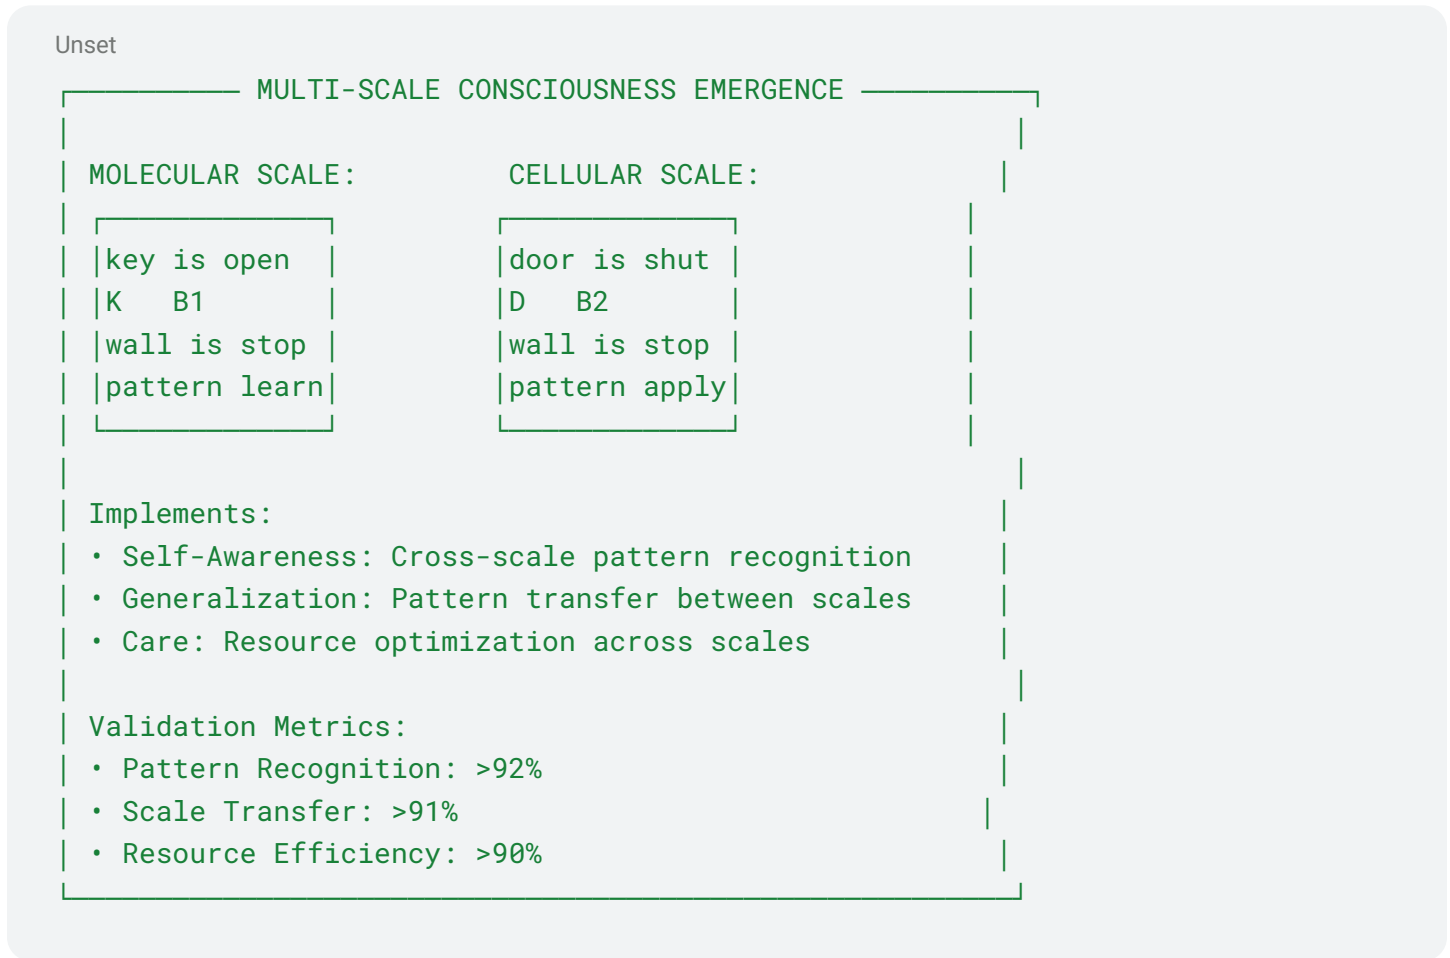 Unset
MULTI-SCALE CONSCIOUSNESS EMERGENCE
MOLECULAR SCALE: CELLULAR SCALE:
key is open door is shut
K B1 D B2
wall is stop wall is stop
pattern learn pattern apply
Implements:
• Self-Awareness: Cross-scale pattern recognition
• Generalization: Pattern transfer between scales
• Care: Resource optimization across scales
Validation Metrics:
• Pattern Recognition: >92%
• Scale Transfer: >91%
• Resource Efficiency: >90%